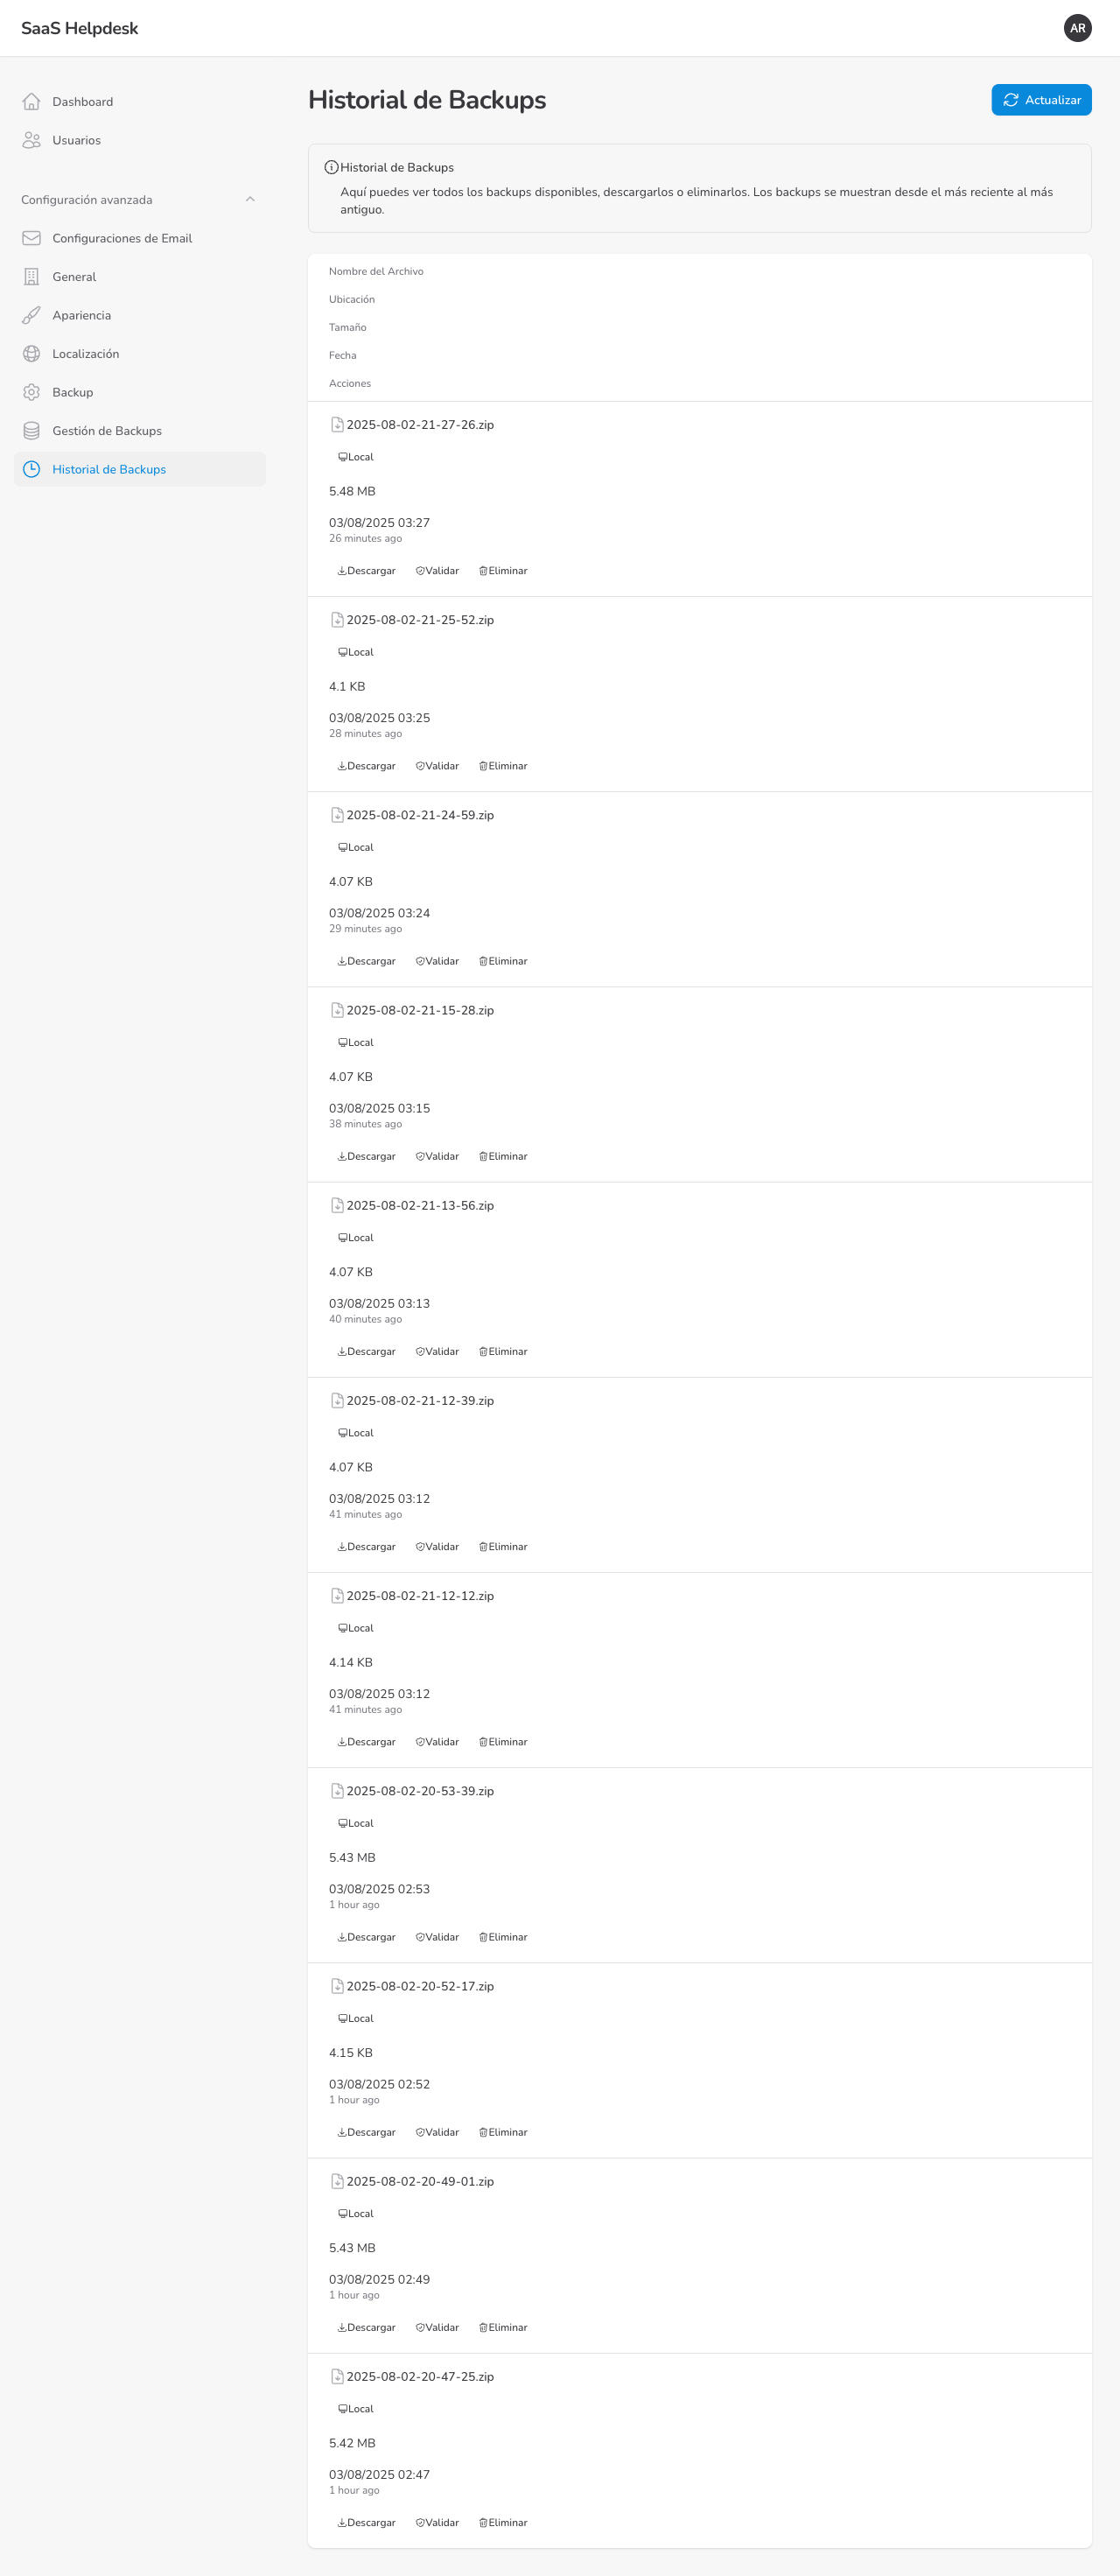 SaaS Helpdesk
AR
Dashboard
Usuarios
Configuración avanzada
Configuraciones de Email
General
Apariencia
Localización
Backup
Gestión de Backups
Historial de Backups
Historial de Backups
Actualizar
Historial de Backups
Aquí puedes ver todos los backups disponibles, descargarlos o eliminarlos. Los backups se muestran desde el más reciente al más
antiguo.
Nombre del Archivo
Ubicación
Tamaño
Fecha
Acciones
2025-08-02-21-27-26.zip
Local
5.48 MB
03/08/2025 03:27
26 minutes ago
Descargar Validar Eliminar
2025-08-02-21-25-52.zip
Local
4.1 KB
03/08/2025 03:25
28 minutes ago
Descargar Validar Eliminar
2025-08-02-21-24-59.zip
Local
4.07 KB
03/08/2025 03:24
29 minutes ago
Descargar Validar Eliminar
2025-08-02-21-15-28.zip
Local
4.07 KB
03/08/2025 03:15
38 minutes ago
Descargar Validar Eliminar
2025-08-02-21-13-56.zip
Local
4.07 KB
03/08/2025 03:13
40 minutes ago
Descargar Validar Eliminar
2025-08-02-21-12-39.zip
Local
4.07 KB
03/08/2025 03:12
41 minutes ago
Descargar Validar Eliminar
2025-08-02-21-12-12.zip
Local
4.14 KB
03/08/2025 03:12
41 minutes ago
Descargar Validar Eliminar
2025-08-02-20-53-39.zip
Local
5.43 MB
03/08/2025 02:53
1 hour ago
Descargar Validar Eliminar
2025-08-02-20-52-17.zip
Local
4.15 KB
03/08/2025 02:52
1 hour ago
Descargar Validar Eliminar
2025-08-02-20-49-01.zip
Local
5.43 MB
03/08/2025 02:49
1 hour ago
Descargar Validar Eliminar
2025-08-02-20-47-25.zip
Local
5.42 MB
03/08/2025 02:47
1 hour ago
Descargar Validar Eliminar